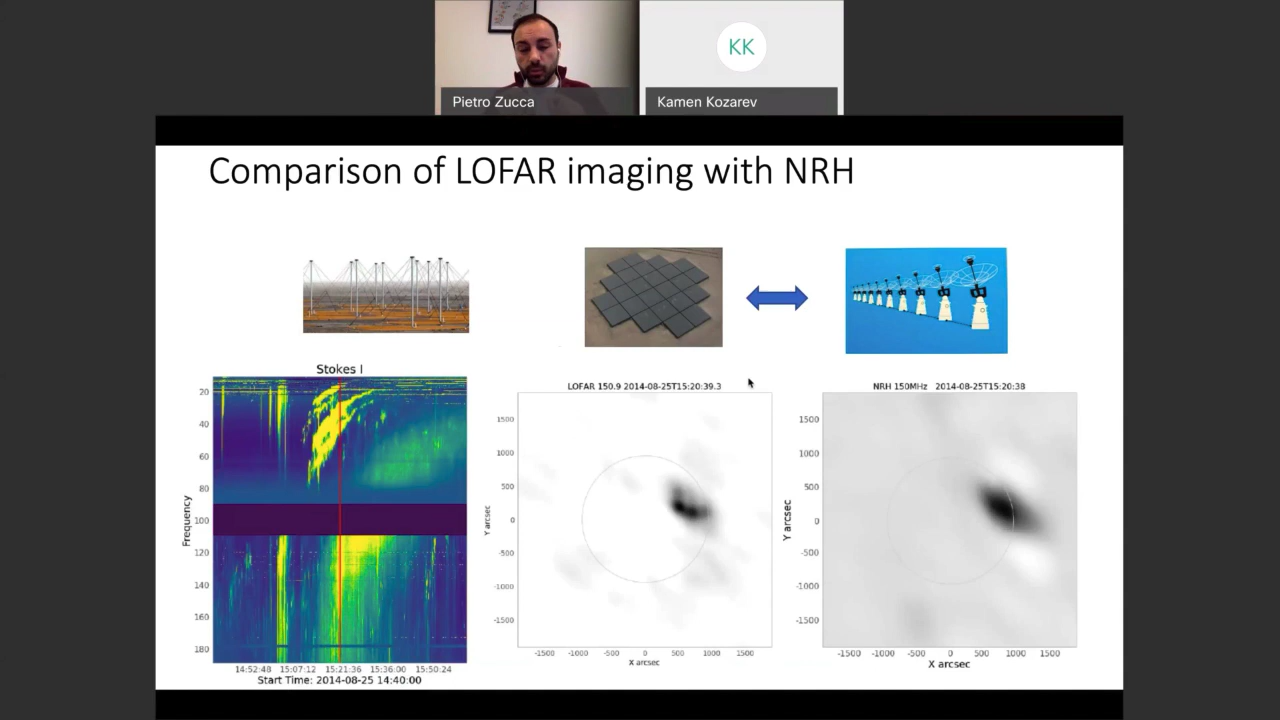 KK
Pietro Zucca
Kamen Kozarev
Comparison of LOFAR imaging with NRH
Stokes I
Frequency
20
40
60
80
100
120
140
160
180
14:52:48 15:07:12 15:21:36 15:36:00 15:50:24
Start Time: 2014-08-25 14:40:00
LOFAR 150.9 2014-08-25T15:20:39.3
Y arcsec
1500
1000
500
0
-500
-1000
-1500
-1500 -1000 -500 0 500 1000 1500
X arcsec
NRH 150MHz 2014-08-25T15:20:38
Y arcsec
1500
1000
500
0
-500
-1000
-1500
-1500 -1000 -500 0 500 1000 1500
X arcsec